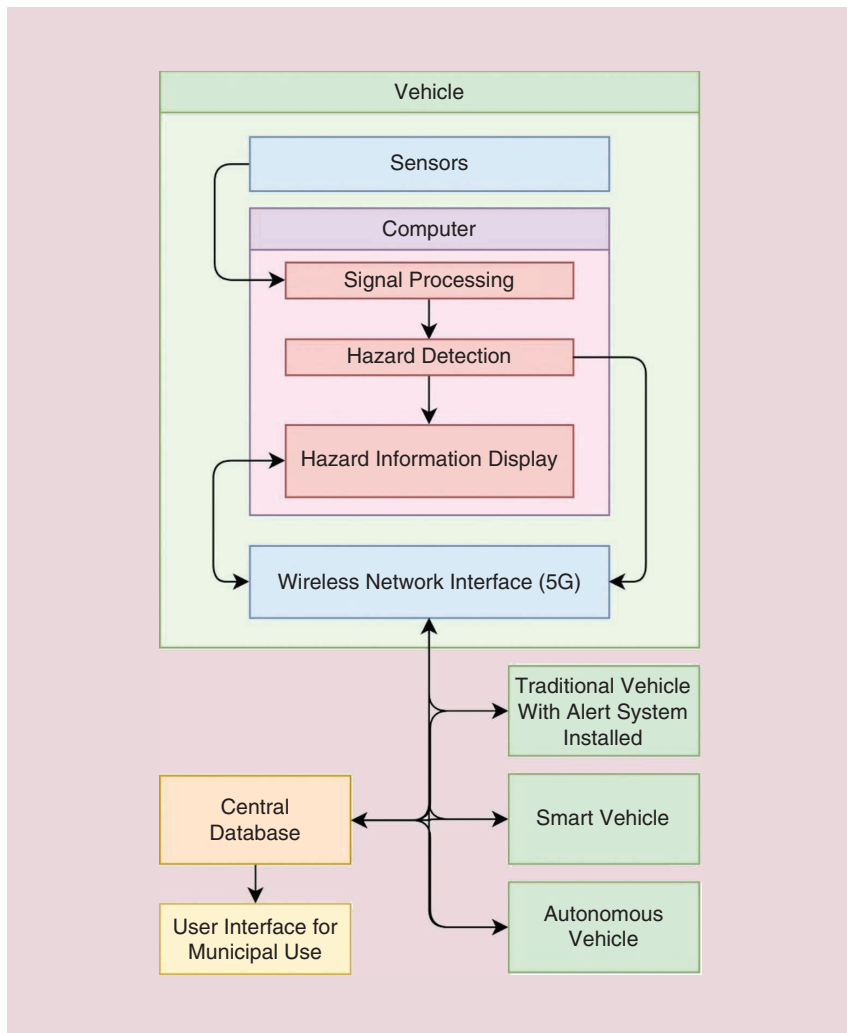 Vehicle
Sensors
Computer
Signal Processing
Hazard Detection
Hazard Information Display
Wireless Network Interface (5G)
Traditional Vehicle
With Alert System
Installed
Central
Database
Smart Vehicle
User Interface for
Municipal Use
Autonomous
Vehicle